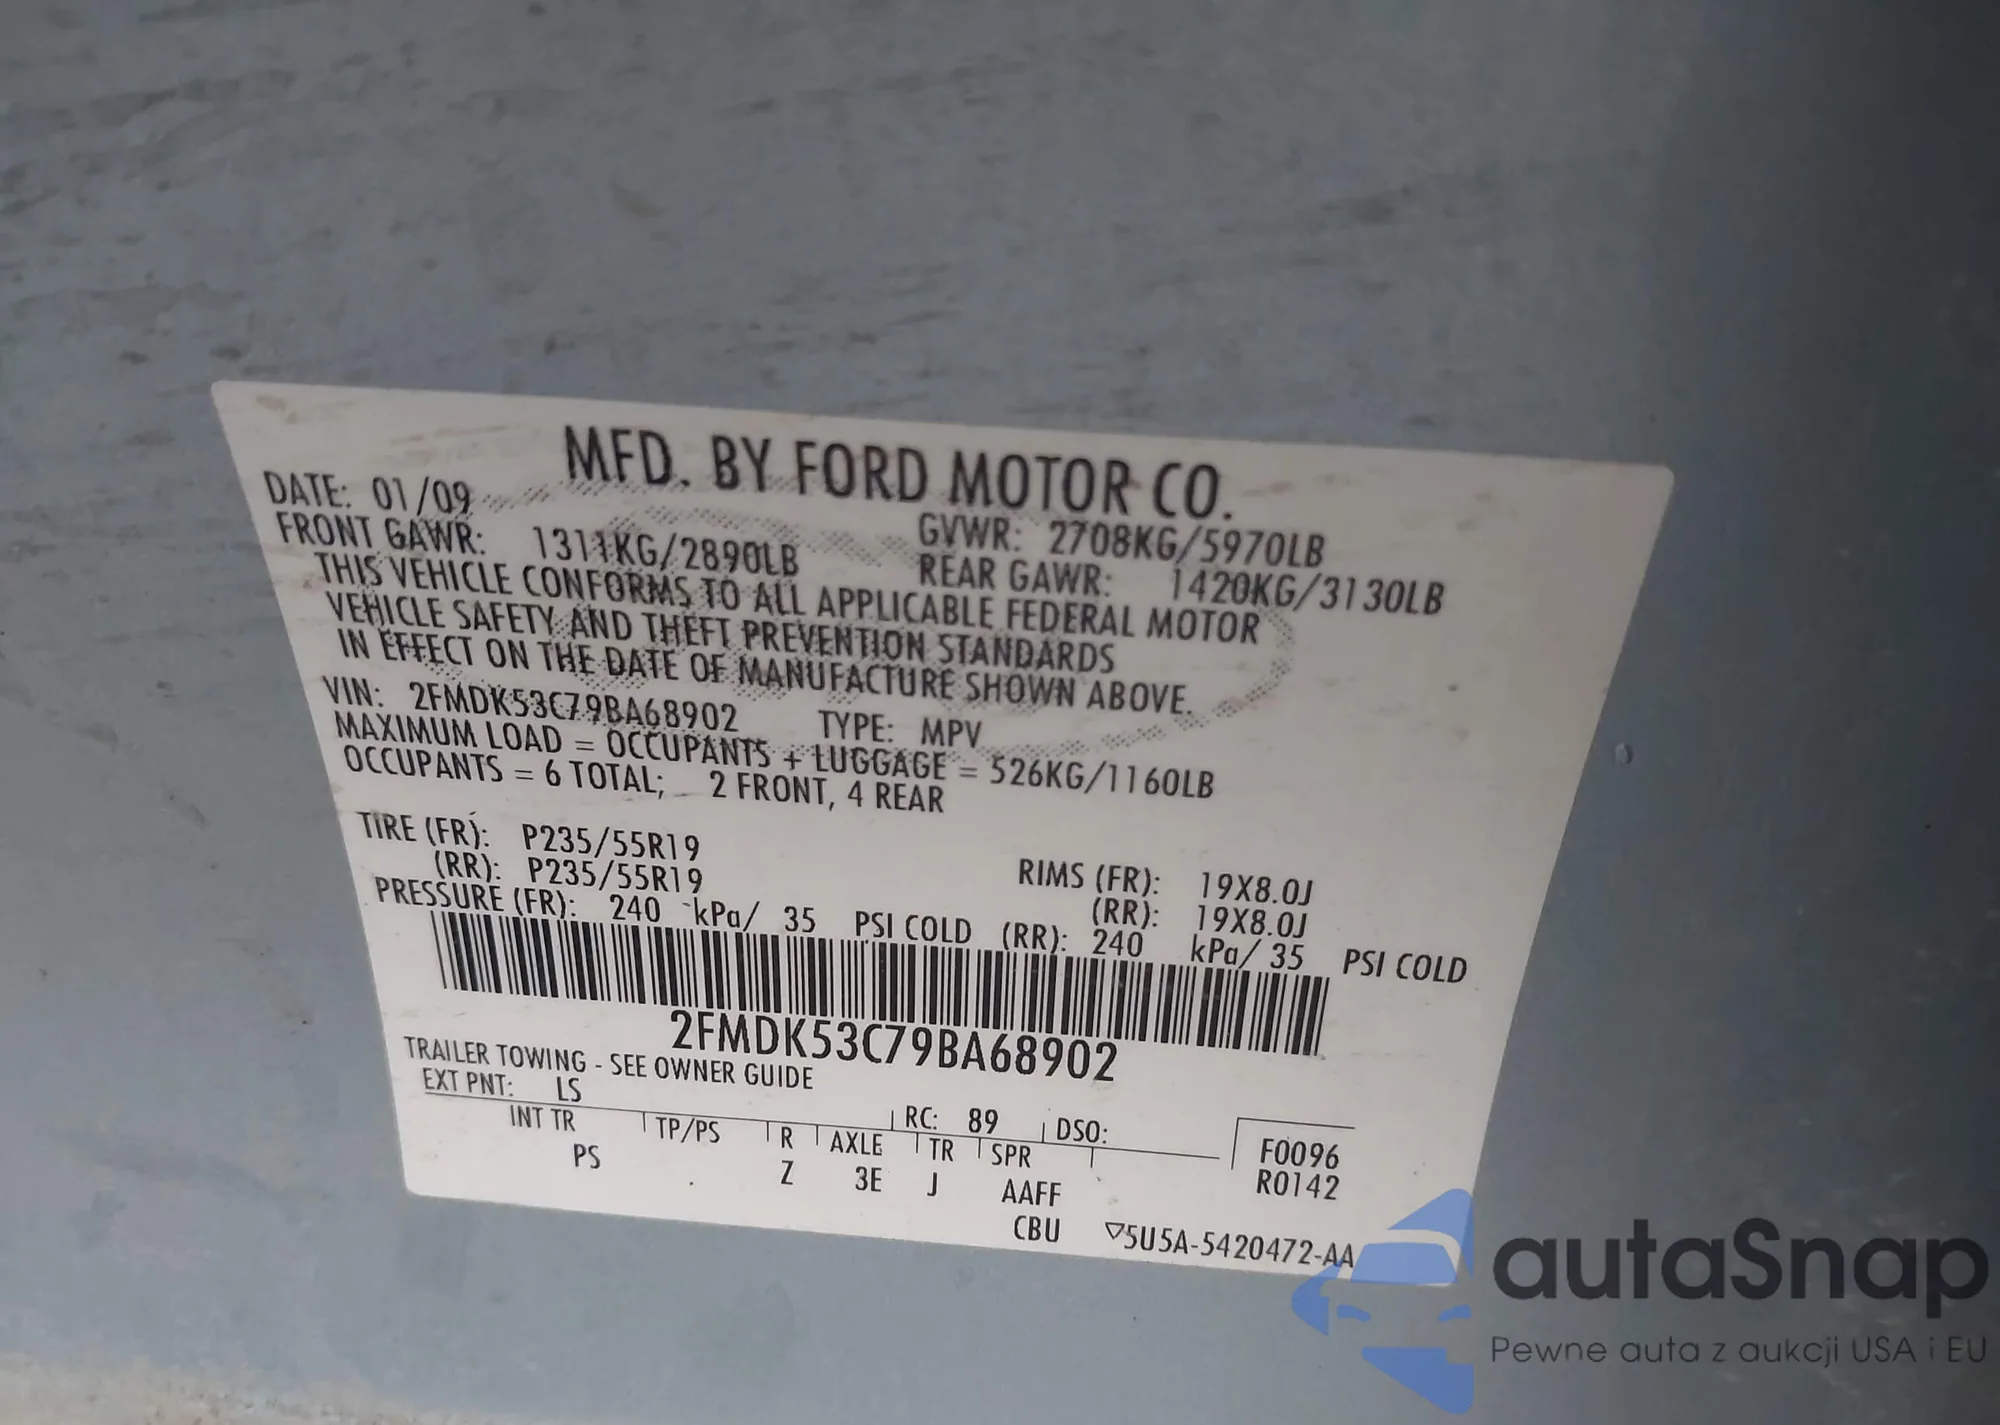 MFD. BY FORD MOTOR CO.
DATE: 01/09
GVWR: 2708KG/5970LB
FRONT GAWR: 1311KG/2890LB
REAR GAWR: 1420KG/3130LB
THIS VEHICLE CONFORMS TO ALL APPLICABLE FEDERAL MOTOR
VEHICLE SAFETY AND THEFT PREVENTION STANDARDS
IN EFFECT ON THE DATE OF MANUFACTURE SHOWN ABOVE.
VIN: 2FMDK53C79BA68902 TYPE: MPV
MAXIMUM LOAD = OCCUPANTS + LUGGAGE = 526KG/1160LB
OCCUPANTS = 6 TOTAL; 2 FRONT, 4 REAR
TIRE (FR): P235/55R19 RIMS (FR): 19X8.0J
(RR): P235/55R19 (RR): 19X8.0J
PRESSURE (FR): 240 kPa/ 35 PSI COLD (RR): 240 kPa/ 35 PSI COLD
2FMDK53C79BA68902
TRAILER TOWING - SEE OWNER GUIDE
EXT PNT: LS RC: 89 DSO:
INT TR TP/PS R AXLE TR SPR
PS Z 3E J AAFF
CBU
F0096
R0142
▽5U5A-5420472-AA
autaSnap
Pewne auta z aukcji USA i EU